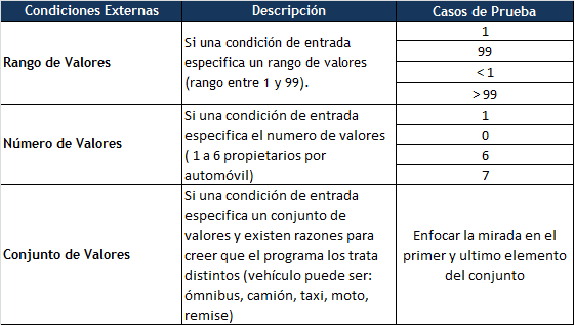 Condiciones Externas
Descripción
Casos de Prueba
Rango de Valores
Si una condición de entrada
especifica un rango de valores
(rango entre 1 y 99).
1
99
< 1
> 99
Número de Valores
Si una condición de entrada
especifica el numero de valores
( 1 a 6 propietarios por
automóvil)
1
0
6
7
Conjunto de Valores
Si una condición de entrada
especifica un conjunto de
valores y existen razones para
creer que el programa los trata
distintos (vehículo puede ser:
ómnibus, camión, taxi, moto,
remise)
Enfocar la mirada en el
primer y ultimo elemento
del conjunto